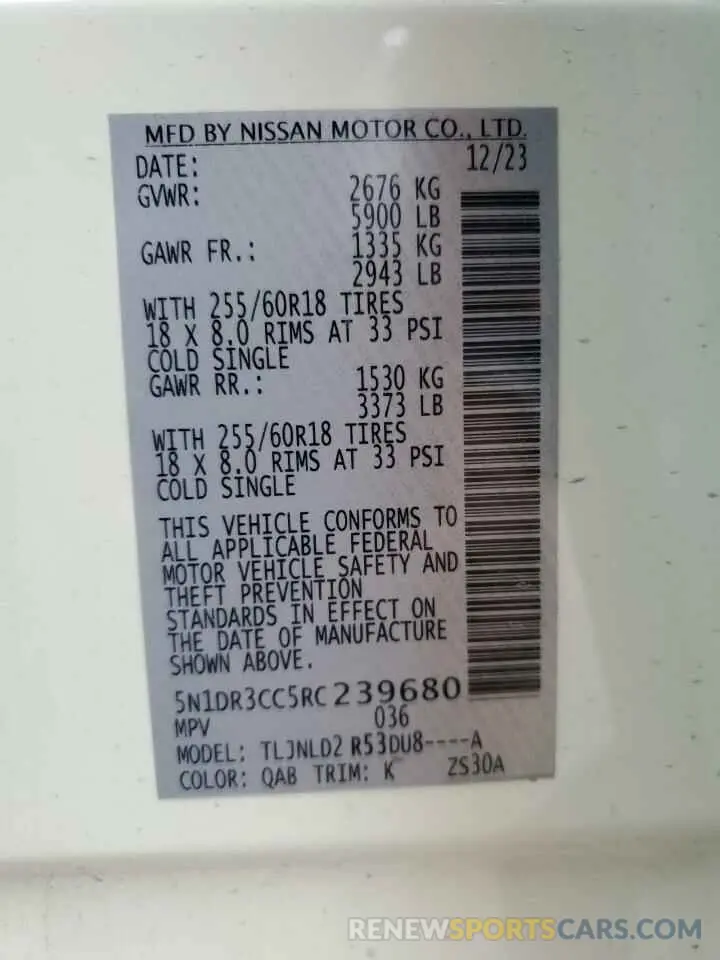 MFD BY NISSAN MOTOR CO., LTD.
DATE: 12/23
GVWR: 2676 KG
5900 LB
GAWR FR.: 1335 KG
2943 LB
WITH 255/60R18 TIRES
18 X 8.0 RIMS AT 33 PSI
COLD SINGLE
GAWR RR.: 1530 KG
3373 LB
WITH 255/60R18 TIRES
18 X 8.0 RIMS AT 33 PSI
COLD SINGLE
THIS VEHICLE CONFORMS TO
ALL APPLICABLE FEDERAL
MOTOR VEHICLE SAFETY AND
THEFT PREVENTION
STANDARDS IN EFFECT ON
THE DATE OF MANUFACTURE
SHOWN ABOVE.
5N1DR3CC5RC239680
MPV 036
MODEL: TLJNLD2 R53DU8----A
COLOR: QAB TRIM: K ZS30A
RENEWSPORTSCARS.COM